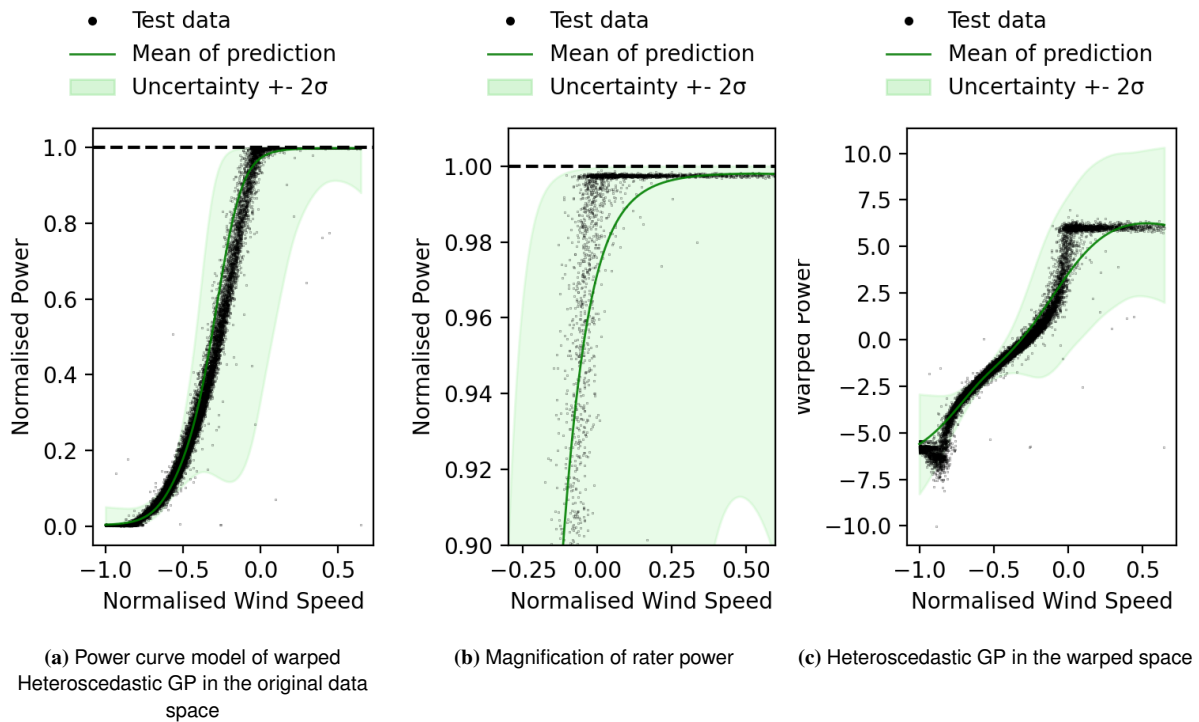 Test data
Mean of prediction
Uncertainty +- 2σ
1.0
0.8
0.6
0.4
0.2
0.0
Normalised Power
−1.0 −0.5 0.0 0.5
Normalised Wind Speed
(a) Power curve model of warped
Heteroscedastic GP in the original data
space
Test data
Mean of prediction
Uncertainty +- 2σ
1.00
0.98
0.96
0.94
0.92
0.90
Normalised Power
−0.25 0.00 0.25 0.50
Normalised Wind Speed
(b) Magnification of rater power
Test data
Mean of prediction
Uncertainty +- 2σ
10.0
7.5
5.0
2.5
0.0
−2.5
−5.0
−7.5
−10.0
Warped Power
−1.0 −0.5 0.0 0.5
Normalised Wind Speed
(c) Heteroscedastic GP in the warped space